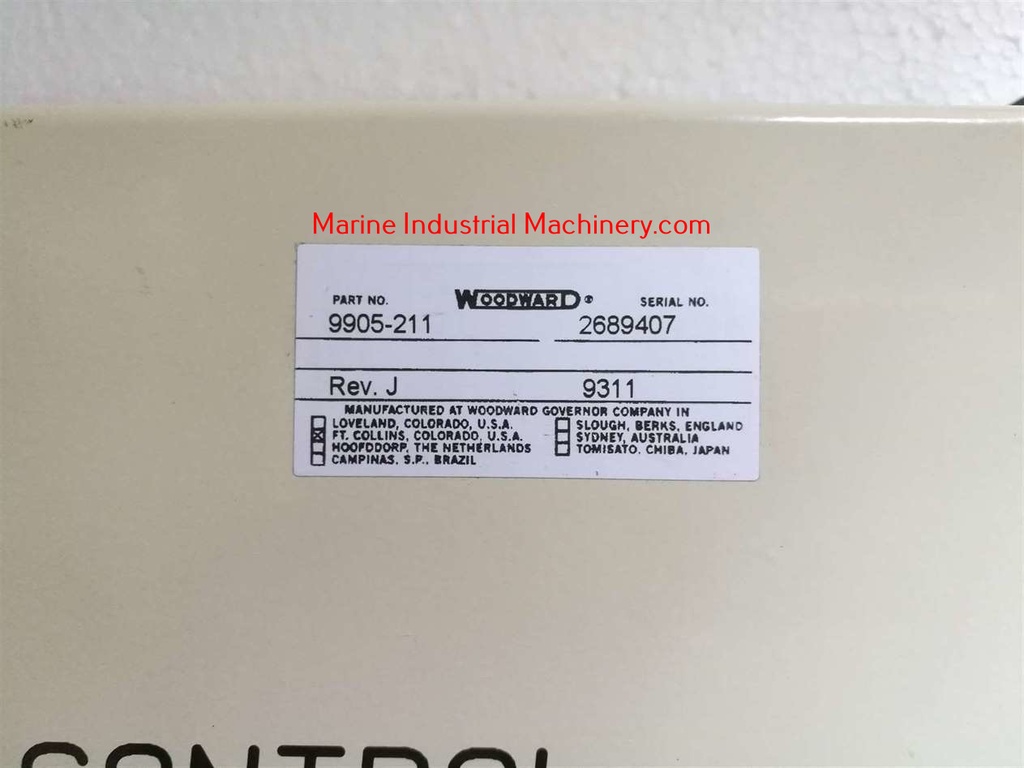 Marine Industrial Machinery.com
PART NO. WOODWARD® SERIAL NO.
9905-211 2689407
Rev. J 9311
MANUFACTURED AT WOODWARD GOVERNOR COMPANY IN
LOVELAND, COLORADO, U.S.A.
FT. COLLINS, COLORADO, U.S.A.
HOOFDDORP, THE NETHERLANDS
CAMPINAS, S.P., BRAZIL
SLOUGH, BERKS, ENGLAND
SYDNEY, AUSTRALIA
TOMISATO, CHIBA, JAPAN
CONTROL